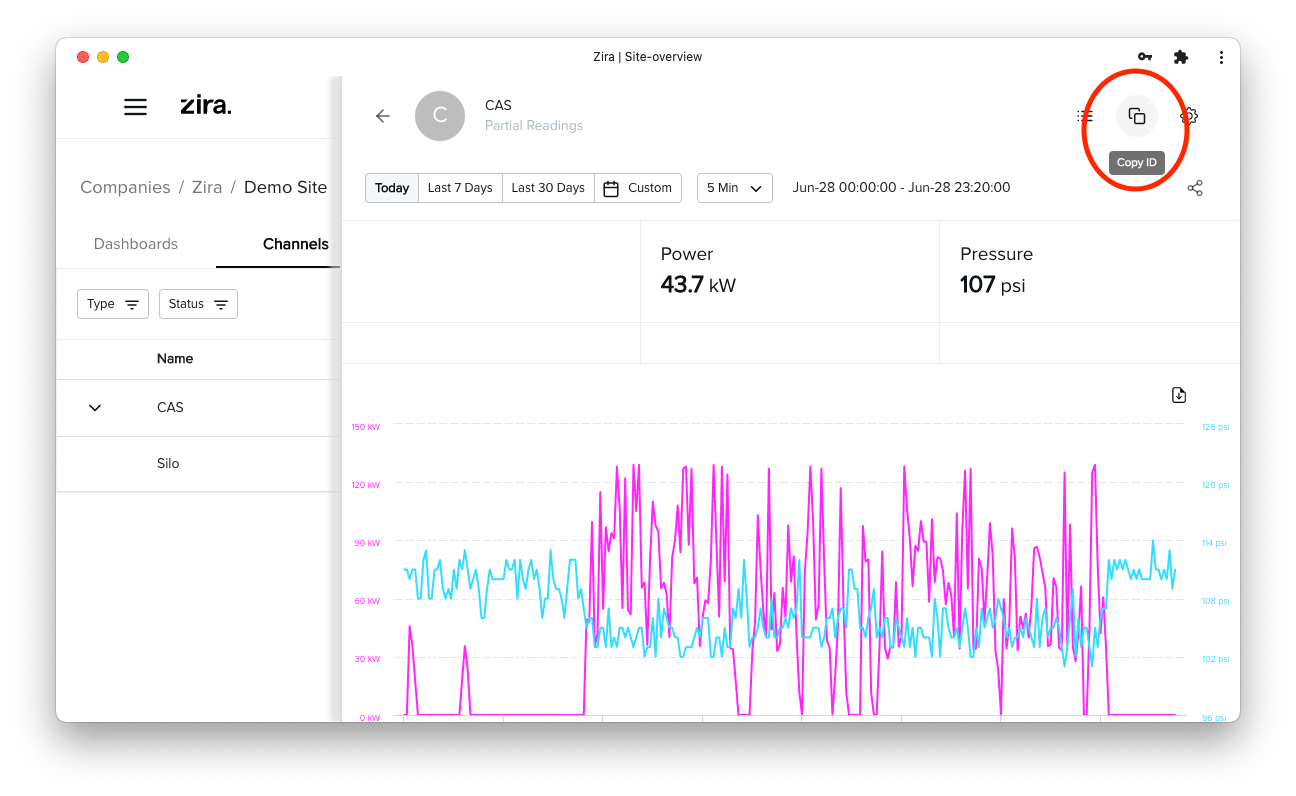 Zira | Site-overview
zira.
C
CAS
Partial Readings
Copy ID
Companies / Zira / Demo Site
Today
Last 7 Days
Last 30 Days
Custom
5 Min
Jun-28 00:00:00 - Jun-28 23:20:00
Dashboards
Channels
Power
43.7 kW
Pressure
107 psi
Type
Status
Name
CAS
Silo
150 kW
120 kW
90 kW
60 kW
30 kW
0 kW
126 psi
120 psi
114 psi
108 psi
102 psi
96 psi